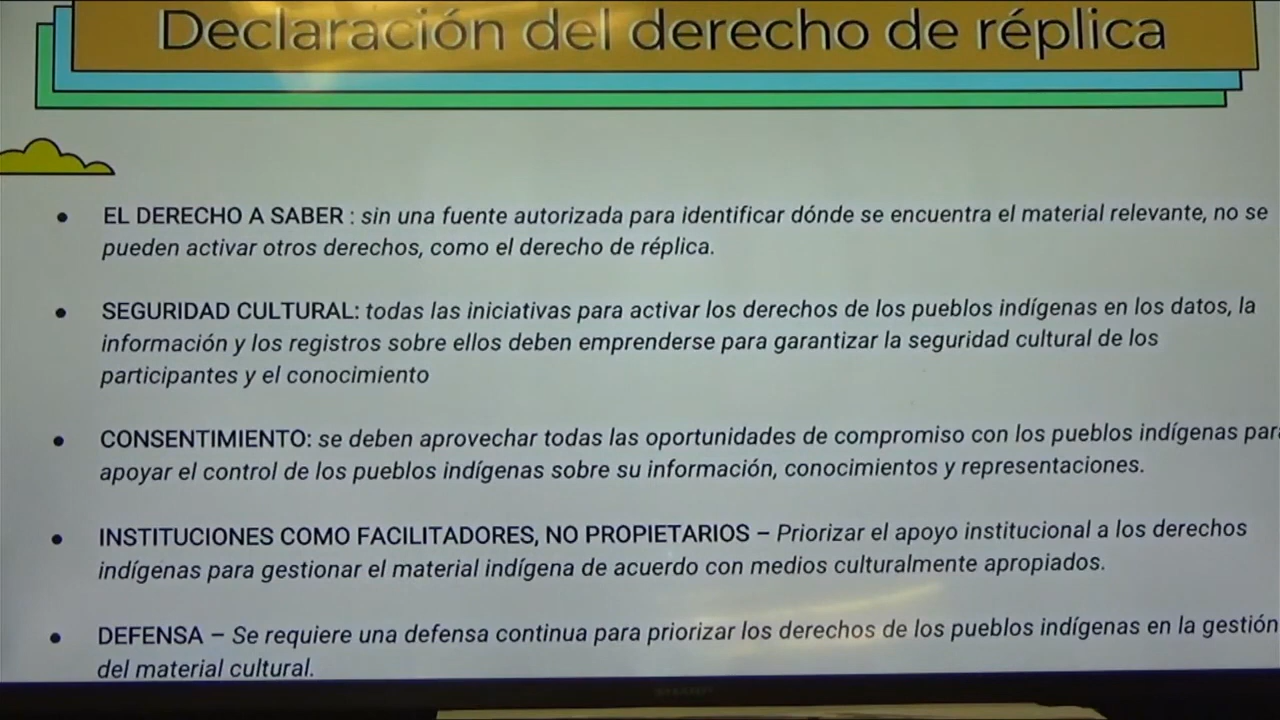 Declaración del derecho de réplica
● EL DERECHO A SABER : sin una fuente autorizada para identificar dónde se encuentra el material relevante, no se
pueden activar otros derechos, como el derecho de réplica.
● SEGURIDAD CULTURAL: todas las iniciativas para activar los derechos de los pueblos indígenas en los datos, la
información y los registros sobre ellos deben emprenderse para garantizar la seguridad cultural de los
participantes y el conocimiento
● CONSENTIMIENTO: se deben aprovechar todas las oportunidades de compromiso con los pueblos indígenas para
apoyar el control de los pueblos indígenas sobre su información, conocimientos y representaciones.
● INSTITUCIONES COMO FACILITADORES, NO PROPIETARIOS – Priorizar el apoyo institucional a los derechos
indígenas para gestionar el material indígena de acuerdo con medios culturalmente apropiados.
● DEFENSA – Se requiere una defensa continua para priorizar los derechos de los pueblos indígenas en la gestión
del material cultural.
SHARP